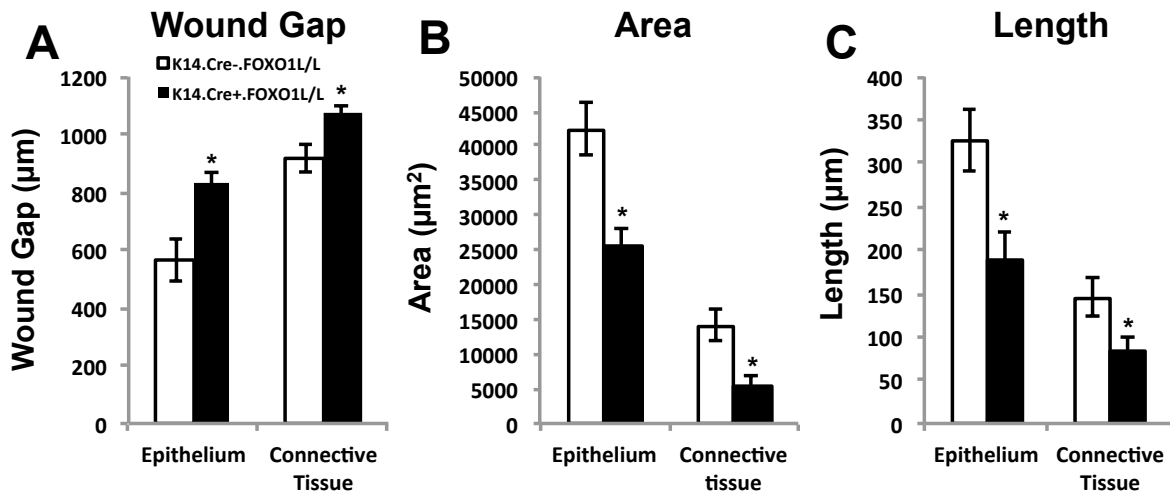 A
Wound Gap
K14.Cre-.FOXO1L/L
K14.Cre+.FOXO1L/L
Wound Gap (µm)
1200
1000
800
600
400
200
0
*
*
Epithelium
Connective
Tissue
B
Area
Area (µm²)
50000
45000
40000
35000
30000
25000
20000
15000
10000
5000
0
*
*
Epithelium
Connective
tissue
C
Length
Length (µm)
400
350
300
250
200
150
100
50
0
*
*
Epithelium
Connective
Tissue